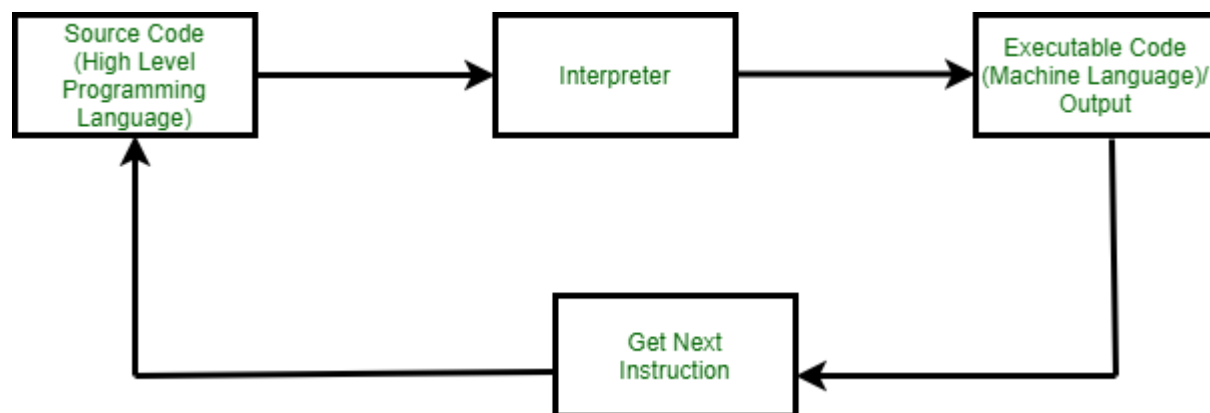 Source Code
(High Level
Programming
Language)
Interpreter
Executable Code
(Machine Language)/
Output
Get Next
Instruction